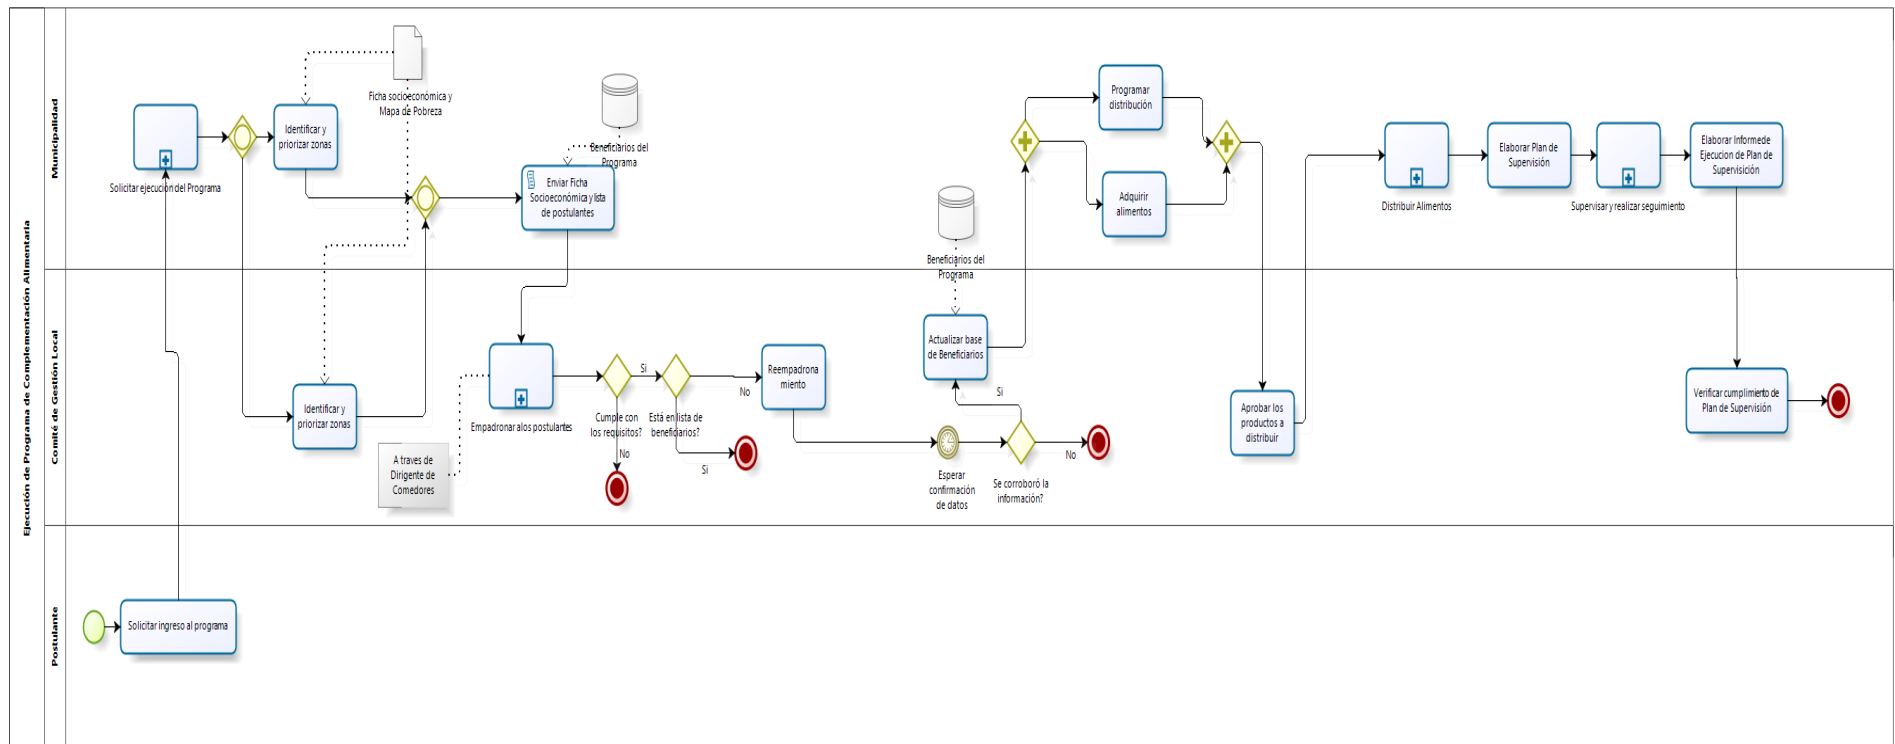 Ejecución de Programa de Complementación Alimentaria
Municipalidad
Solicitar ejecución del Programa
Identificar y
priorizar zonas
Ficha socioeconómica y
Mapa de Pobreza
Beneficiarios del
Programa
Enviar Ficha
Socioeconómica y lista
de postulantes
Beneficiarios del
Programa
Programar
distribución
Adquirir
alimentos
Distribuir Alimentos
Elaborar Plan de
Supervisión
Supervisar y realizar seguimiento
Elaborar Informede
Ejecucion de Plan de
Supervisición
Comité de Gestión Local
Identificar y
priorizar zonas
A traves de
Dirigente de
Comedores
Empadronar alos postulantes
Cumple con
los requisitos?
Si
No
Está en lista de
beneficiarios?
No
Si
Reempadrona
miento
Esperar
confirmación
de datos
Se corroboró la
información?
Si
No
Actualizar base
de Beneficiarios
Aprobar los
productos a
distribuir
Verificar cumplimiento de
Plan de Supervisión
Postulante
Solicitar ingreso al programa